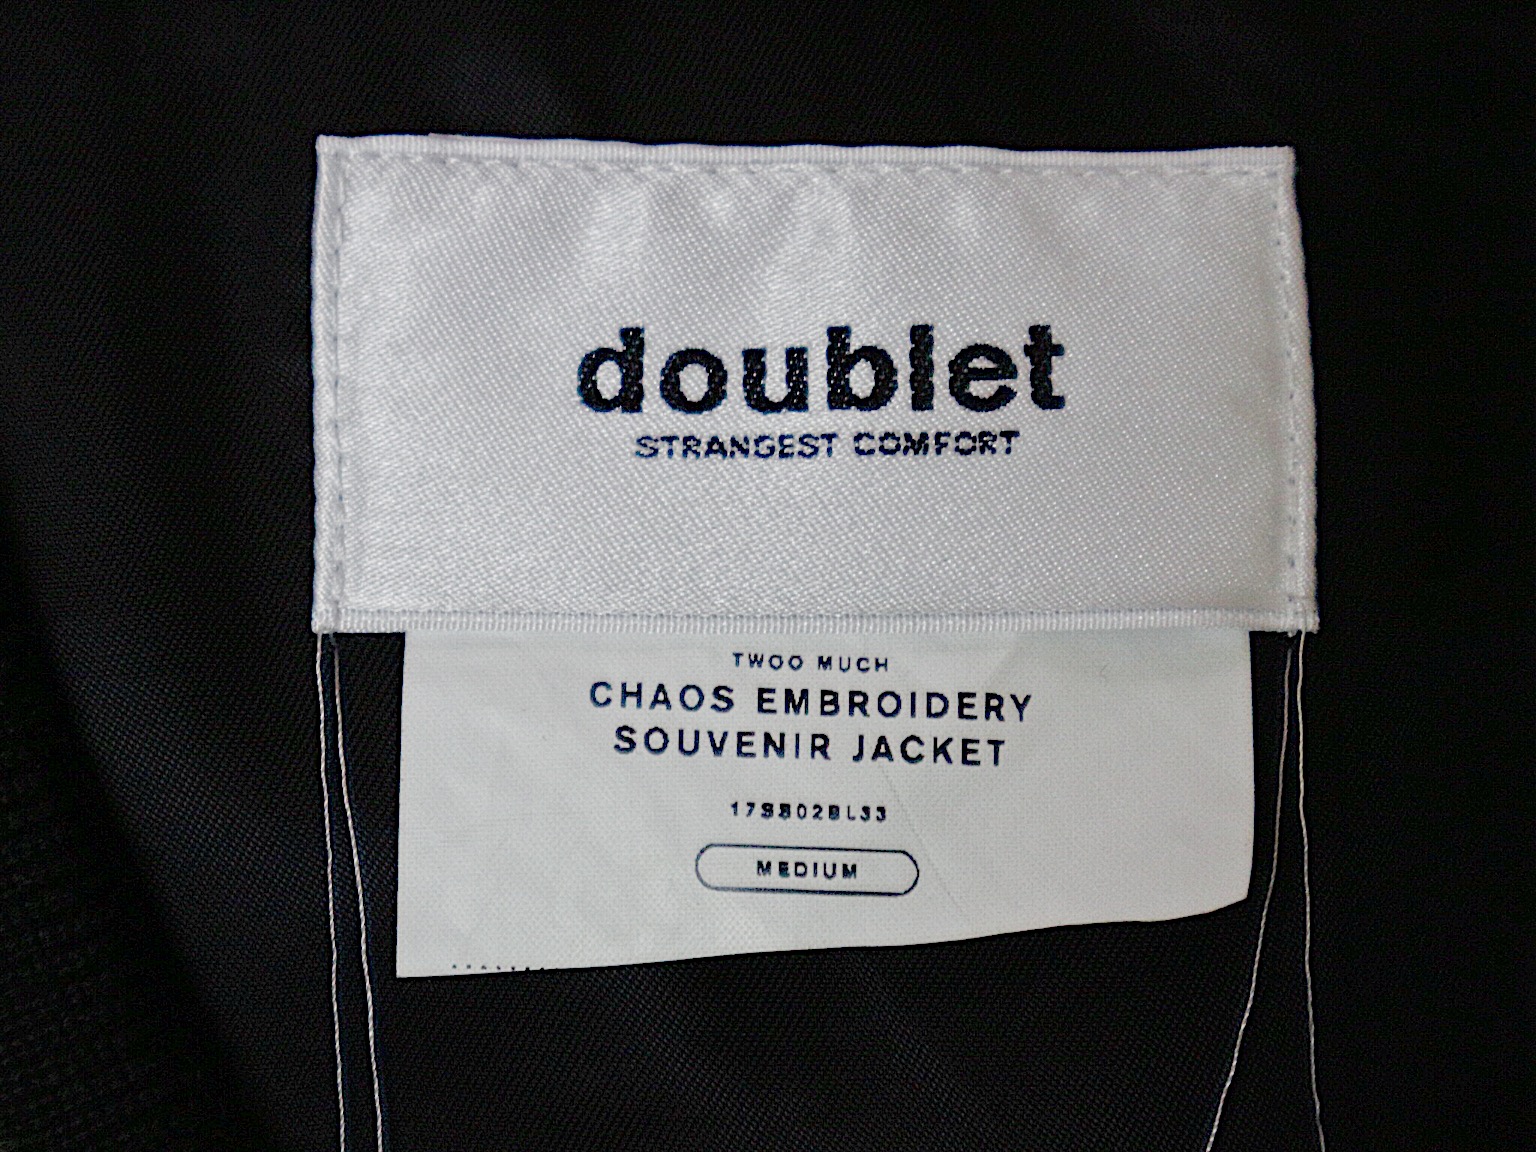 doublet
STRANGEST COMFORT
TWOO MUCH
CHAOS EMBROIDERY
SOUVENIR JACKET
17SS02BL33
MEDIUM